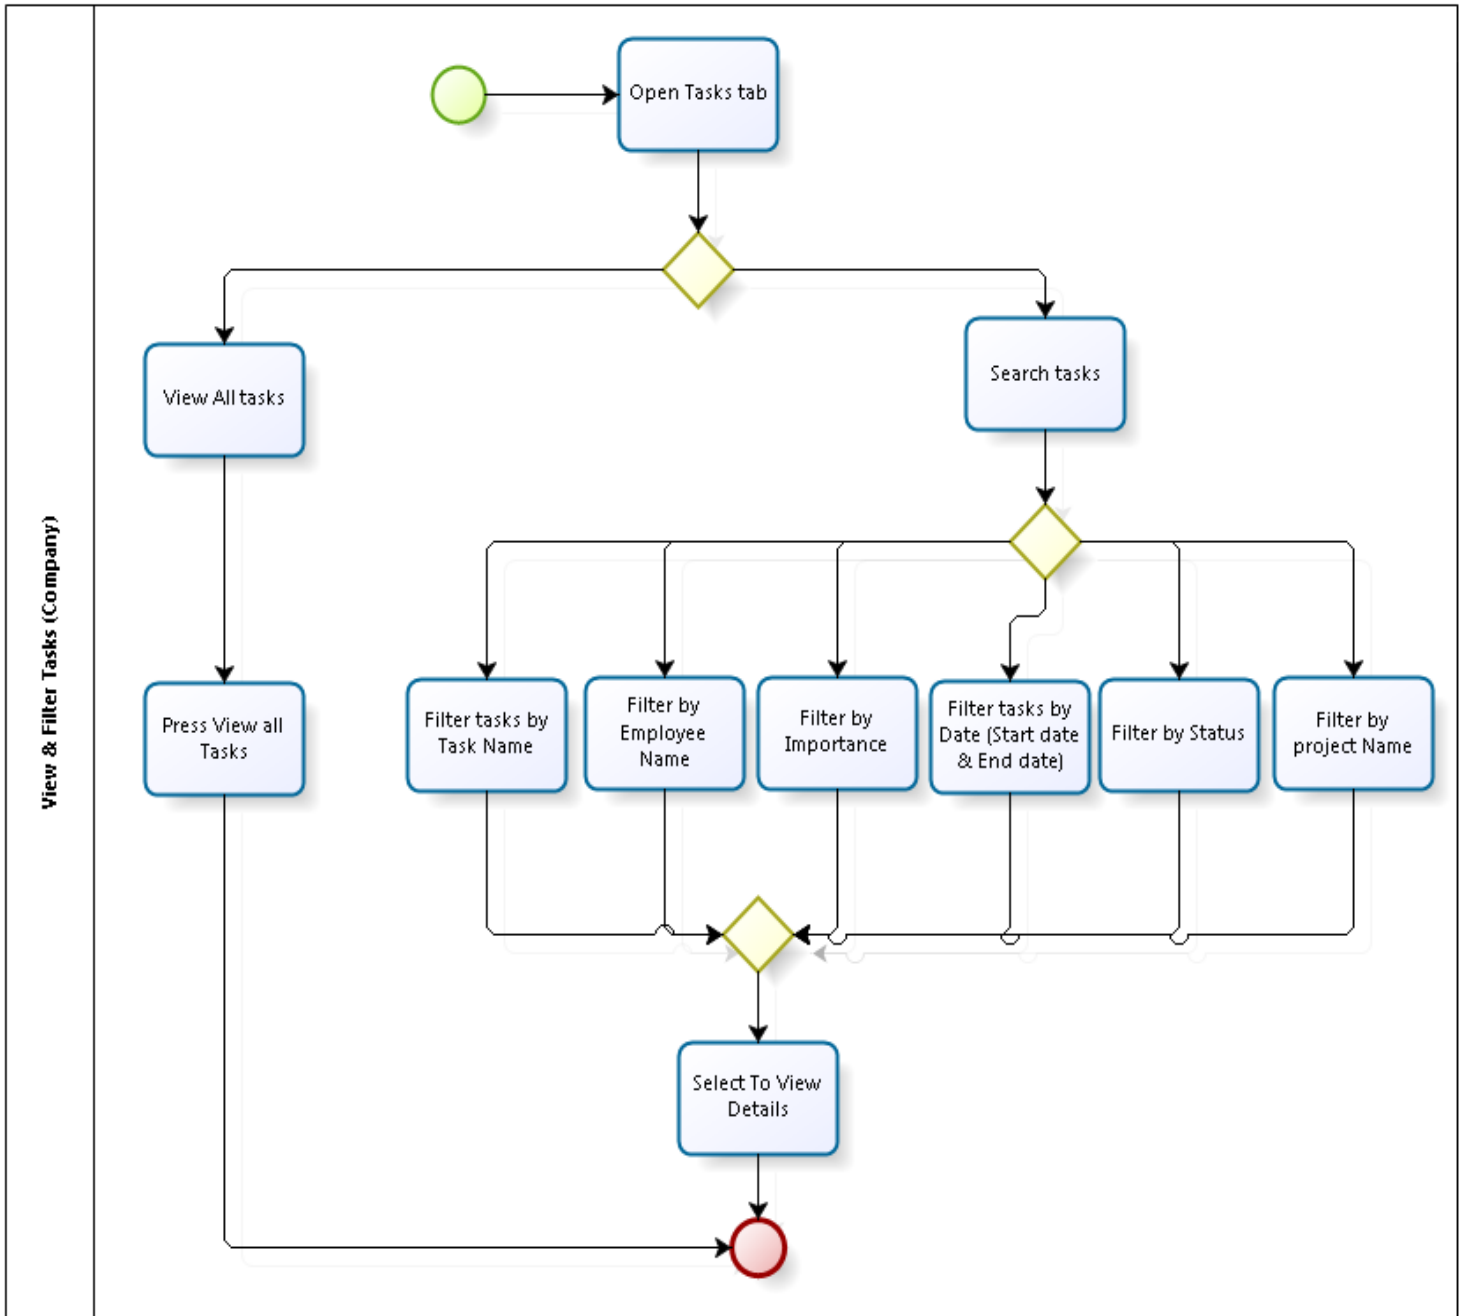 View & Filter Tasks (Company)
Open Tasks tab
View All tasks
Search tasks
Press View all
Tasks
Filter tasks by
Task Name
Filter by
Employee
Name
Filter by
Importance
Filter tasks by
Date (Start date
& End date)
Filter by Status
Filter by
project Name
Select To View
Details